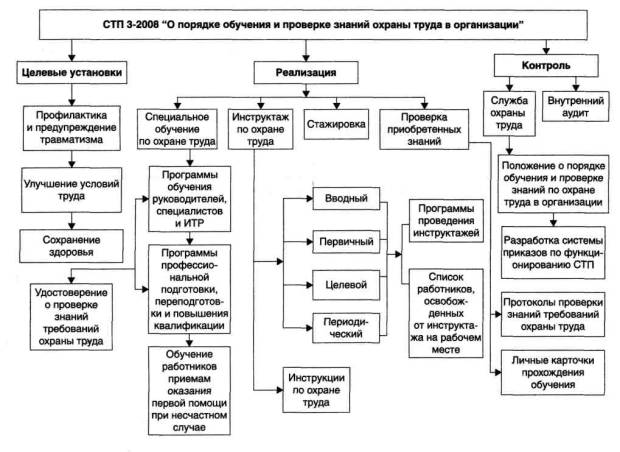 СТП 3-2008 “О порядке обучения и проверке знаний охраны труда в организации”
Целевые установки
Реализация
Контроль
Профилактика
и предупреждение
травматизма
Улучшение условий
труда
Сохранение
здоровья
Удостоверение
о проверке
знаний
требований
охраны труда
Специальное
обучение
по охране труда
Программы
обучения
руководителей,
специалистов
и ИТР
Программы
профессио-
нальной
подготовки,
переподготов-
ки и повышения
квалификации
Обучение
работников
приемам
оказания
первой помощи
при несчастном
случае
Инструктаж
по охране
труда
Вводный
Первичный
Целевой
Периоди-
ческий
Инструкции
по охране
труда
Стажировка
Программы
проведения
инструктажей
Список
работников,
освобож-
денных
от инструкта-
жа на рабочем
месте
Проверка
приобретенных
знаний
Служба
охраны
труда
Внутренний
аудит
Положение о порядке
обучения и проверке
знаний по охране
труда в организации
Разработка системы
приказов по функци-
онированию СТП
Протоколы проверки
знаний требований
охраны труда
Личные карточки
прохождения
обучения